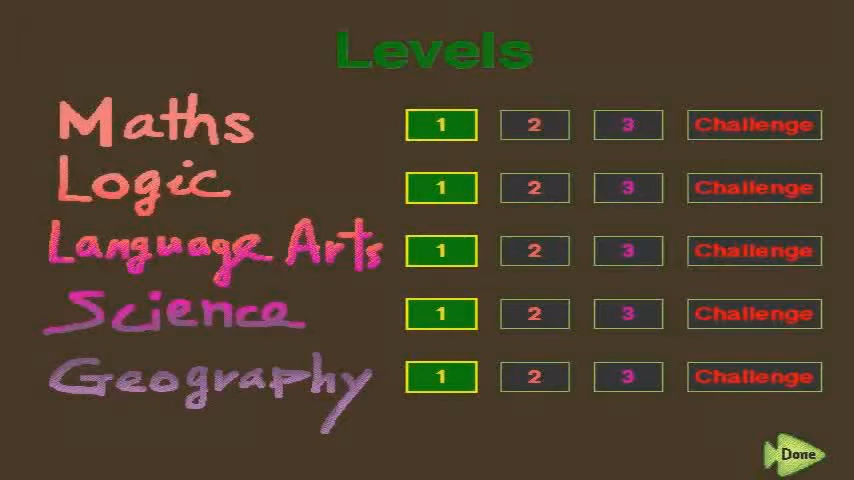 Levels
Maths 1 2 3 Challenge
Logic 1 2 3 Challenge
Language Arts 1 2 3 Challenge
Science 1 2 3 Challenge
Geography 1 2 3 Challenge
Done